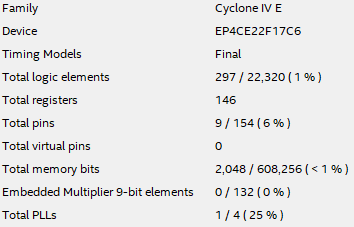 Family Cyclone IV E
Device EP4CE22F17C6
Timing Models Final
Total logic elements 297 / 22,320 ( 1 % )
Total registers 146
Total pins 9 / 154 ( 6 % )
Total virtual pins 0
Total memory bits 2,048 / 608,256 ( < 1 % )
Embedded Multiplier 9-bit elements 0 / 132 ( 0 % )
Total PLLs 1 / 4 ( 25 % )